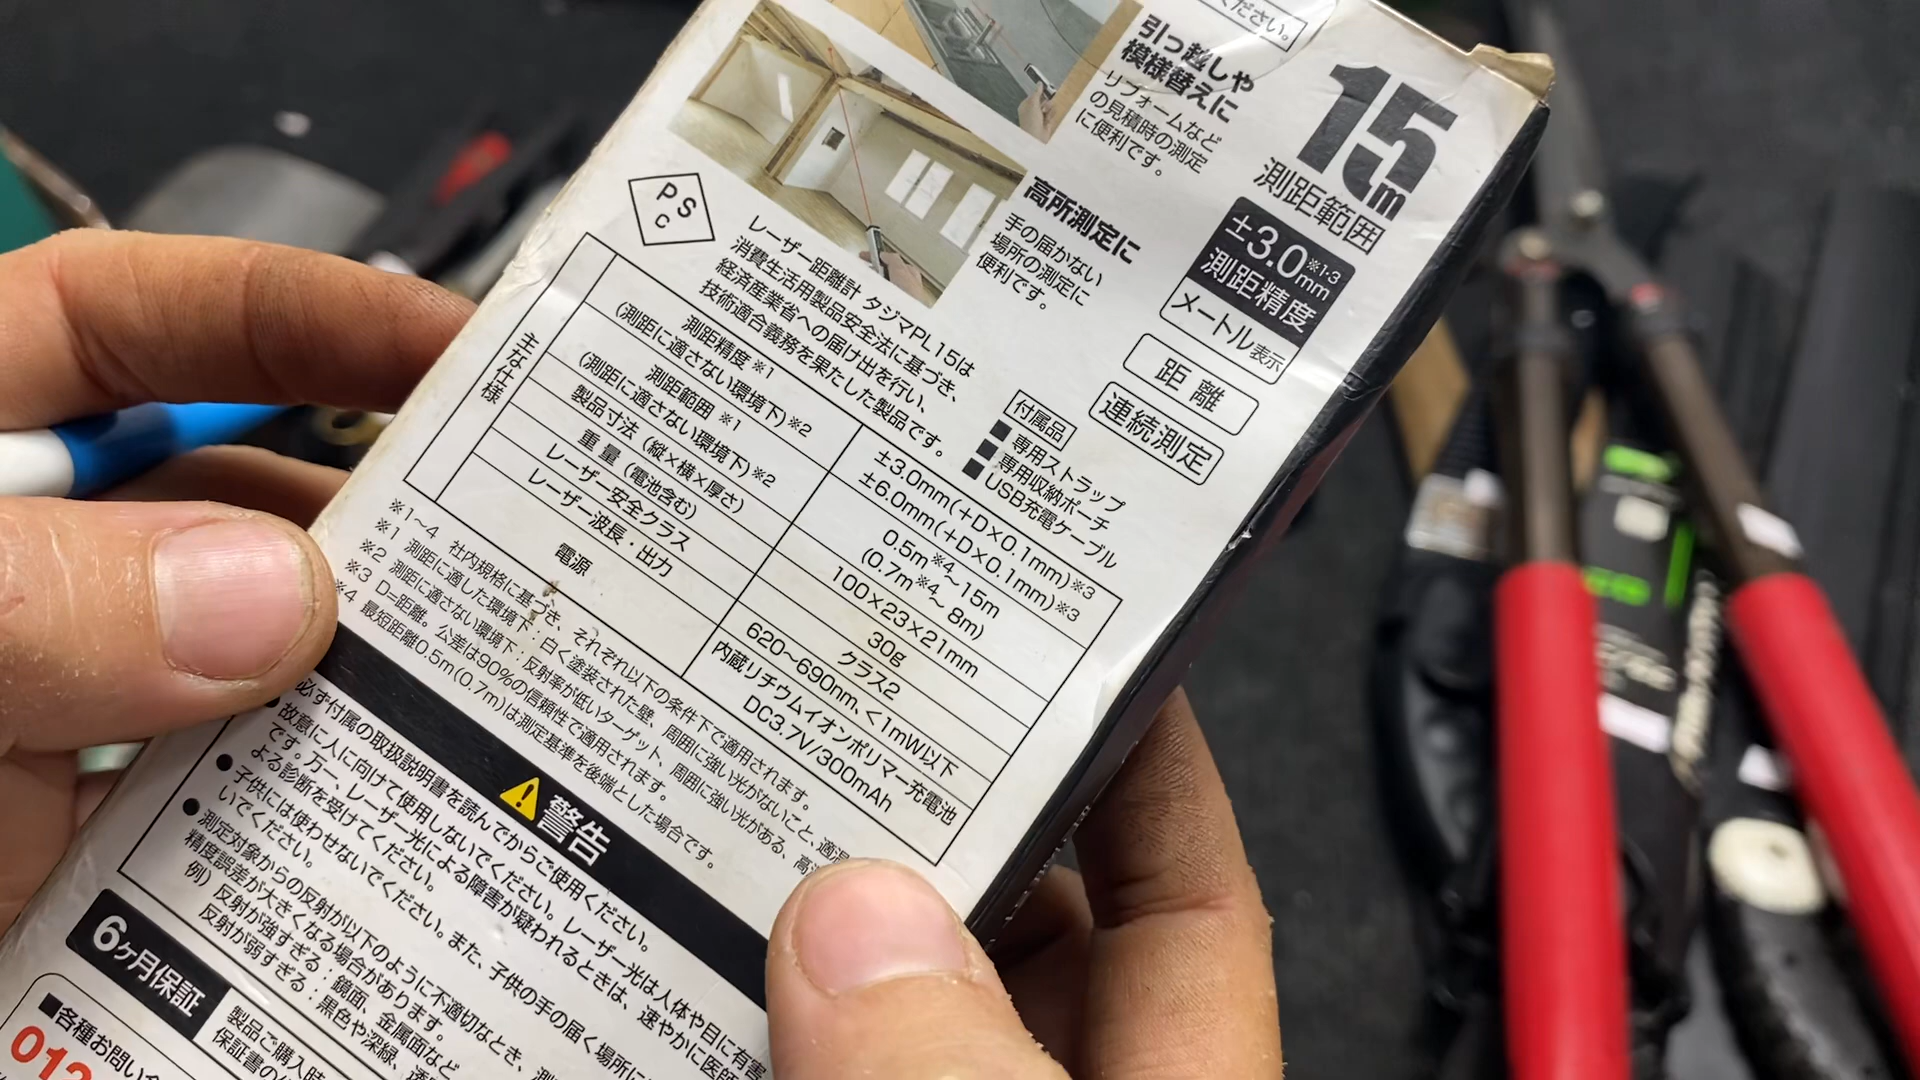 ください。
引っ越しや
模様替えに
リフォームなど
の見積時の測定
に便利です。
高所測定に
手の届かない
場所の測定に
便利です。
15m
測距範囲
±3.0mm※1・3
測距精度
メートル表示
距離
連続測定
PSC
レーザー距離計 タジマPL15は
消費生活用製品安全法に基づき、
経済産業省への届け出を行い、
技術適合義務を果たした製品です。
付属品
■専用ストラップ
■専用収納ポーチ
■USB充電ケーブル
主な仕様
測距精度※1 ±3.0mm(+D×0.1mm)※3
(測距に適さない環境下)※2 ±6.0mm(+D×0.1mm)※3
測距範囲※1 0.5m※4~15m
(測距に適さない環境下)※2 (0.7m※4~ 8m)
製品寸法(縦×横×厚さ) 100×23×21mm
重量(電池含む) 30g
レーザー安全クラス クラス2
レーザー波長・出力 620~690nm、<1mW以下
電源 内蔵リチウムイオンポリマー充電池
DC3.7V/300mAh
※1~4 社内規格に基づき、それぞれ以下の条件下で適用されます。
※1 測距に適した環境下:白く塗装された壁、周囲に強い光がないこと、適温
※2 測距に適さない環境下:反射率が低いターゲット、周囲に強い光がある、高温
※3 D=距離。公差は90%の信頼性で適用されます。
※4 最短距離0.5m(0.7m)は測定基準を後端とした場合です。
警告
必ず付属の取扱説明書を読んでからご使用ください。
●故意に人に向けて使用しないでください。レーザー光は人体や目に有害
です。万一、レーザー光による障害が疑われるときは、速やかに医師
よる診断を受けてください。
●子供には使わせないでください。また、子供の手の届く場所に
いでください。
●測定対象からの反射が以下のように不適切なとき、測
精度誤差が大きくなる場合があります。
例)反射が強すぎる:鏡面、金属面など
反射が弱すぎる:黒色や深緑、透
6ヶ月保証
製品ご購入時
保証書の
■各種お問い合
012